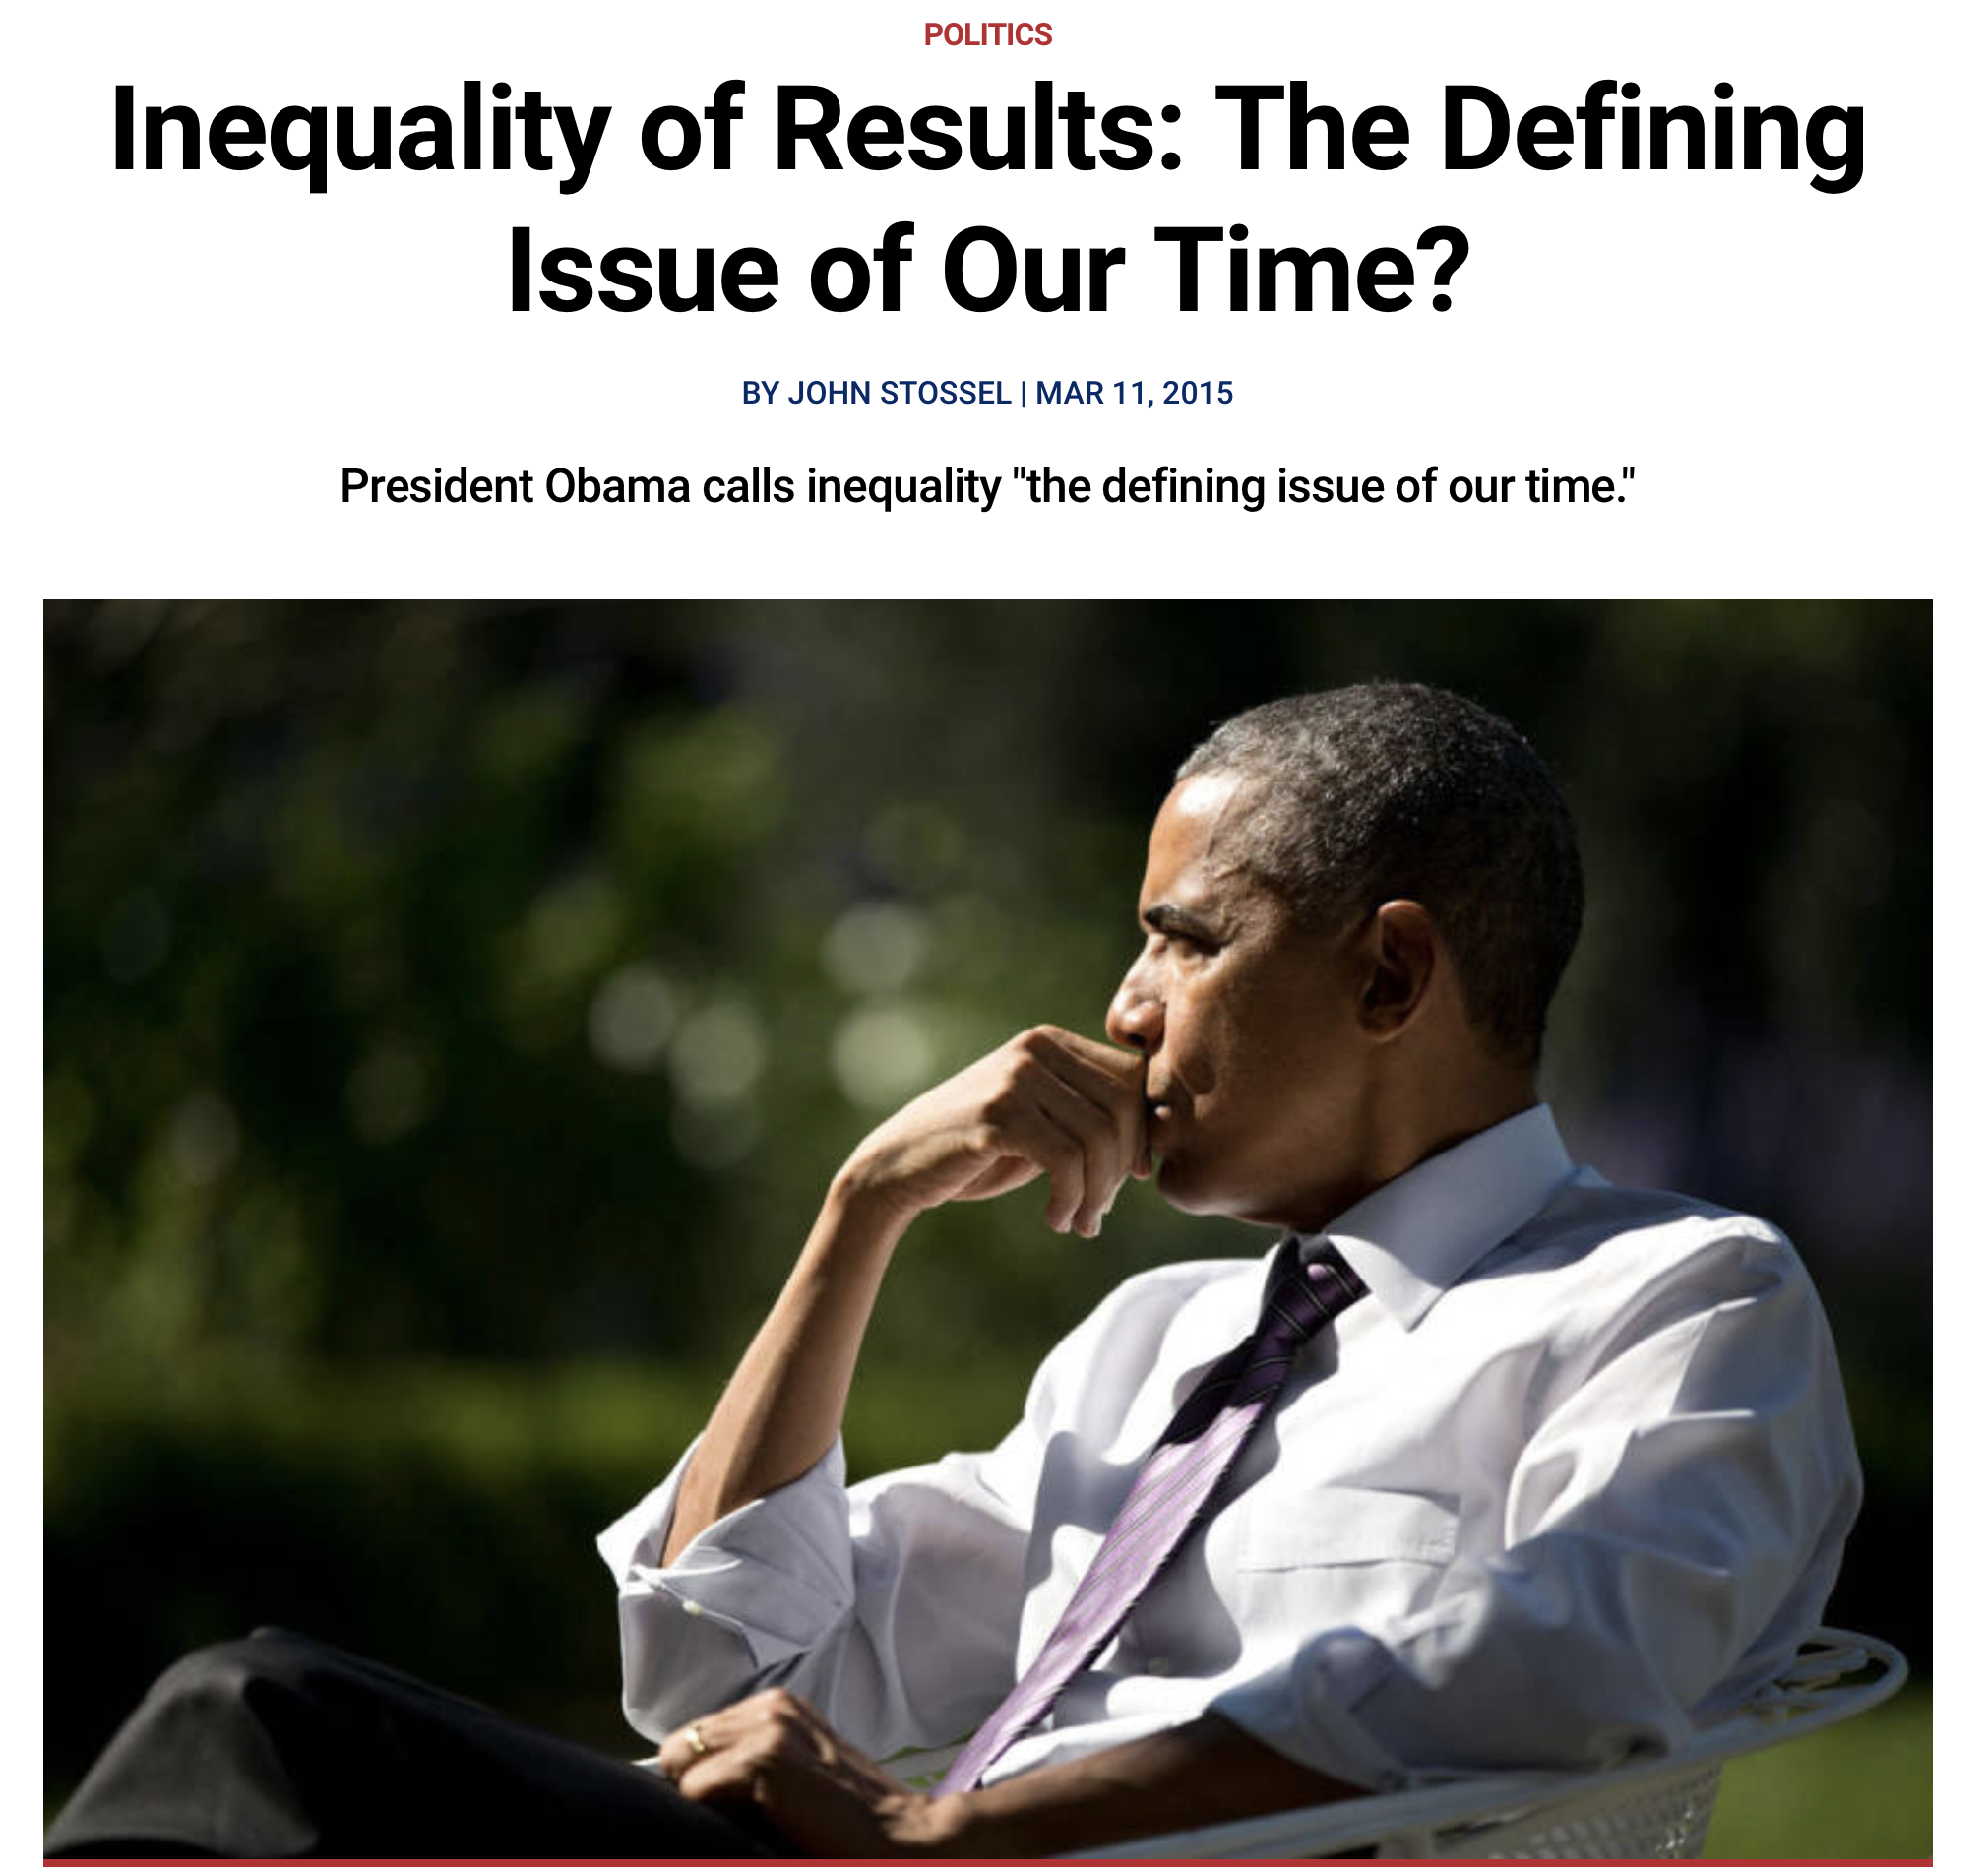 POLITICS
Inequality of Results: The Defining
Issue of Our Time?
BY JOHN STOSSEL | MAR 11, 2015
President Obama calls inequality "the defining issue of our time."